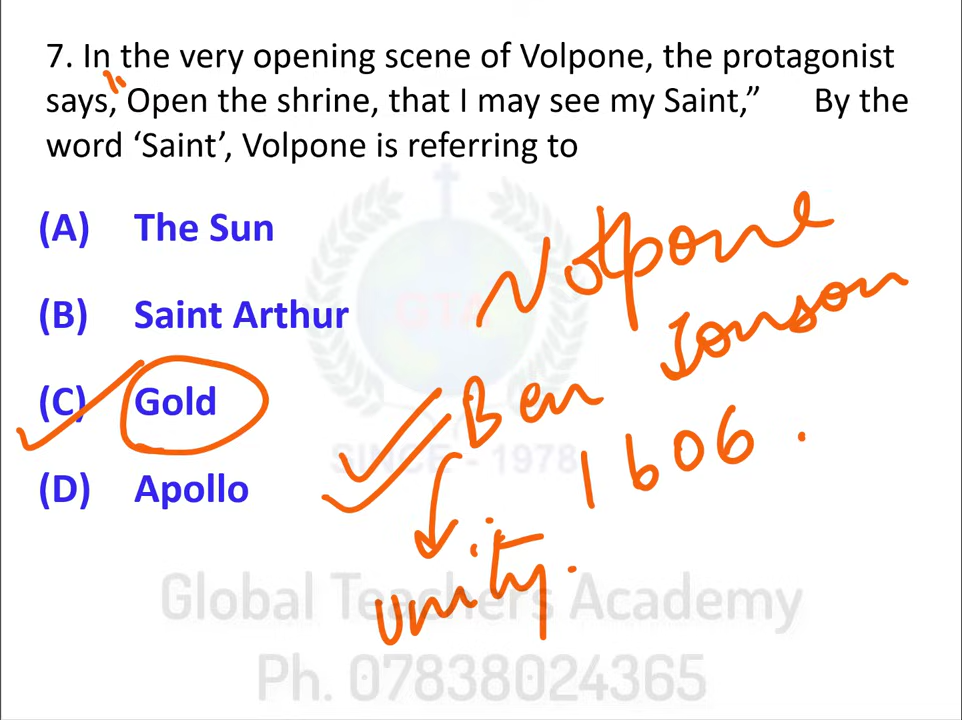 7. In the very opening scene of Volpone, the protagonist
says," Open the shrine, that I may see my Saint,” By the
word ‘Saint’, Volpone is referring to
(A) The Sun
(B) Saint Arthur
(C) Gold
(D) Apollo
Volpone
Ben Jonson
1606.
Unity.
GTA
SINCE - 1978
Global Teachers Academy
Ph. 07838024365